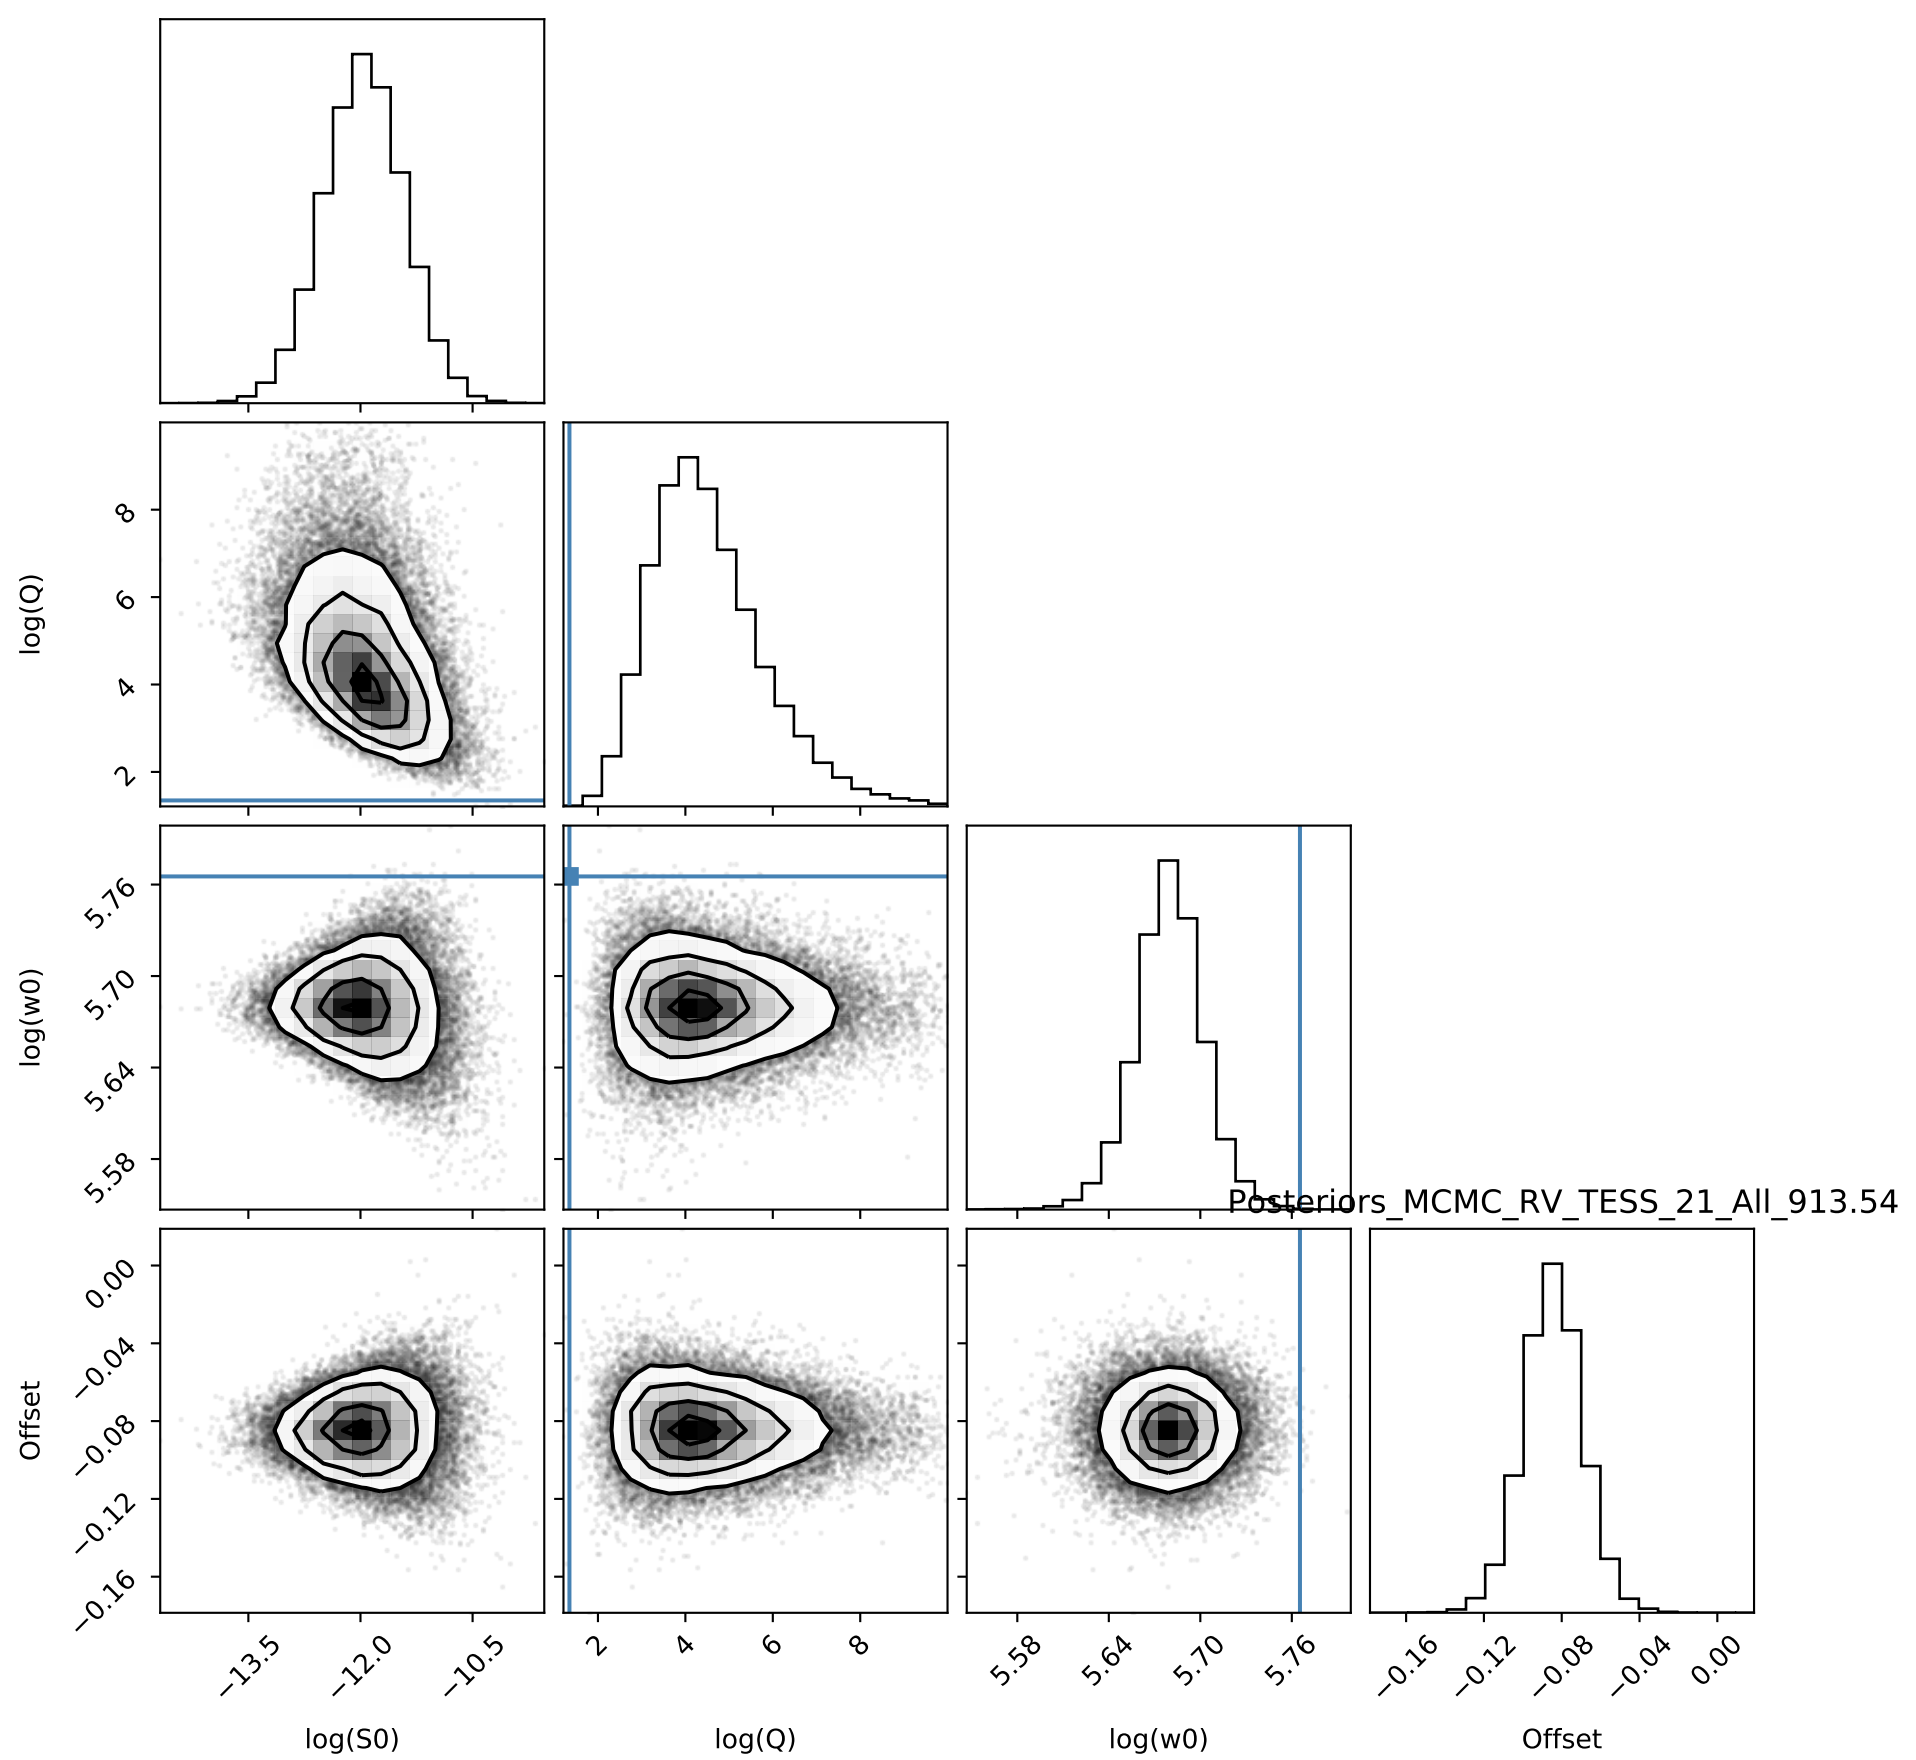 log(Q)
8
6
4
2
log(w0)
5.76
5.70
5.64
5.58
Posteriors_MCMC_RV_TESS_21_All_913.54
Offset
0.00
−0.04
−0.08
−0.12
−0.16
−13.5 −12.0 −10.5
2 4 6 8
5.58 5.64 5.70 5.76
−0.16 −0.12 −0.08 −0.04 0.00
log(S0) log(Q) log(w0) Offset